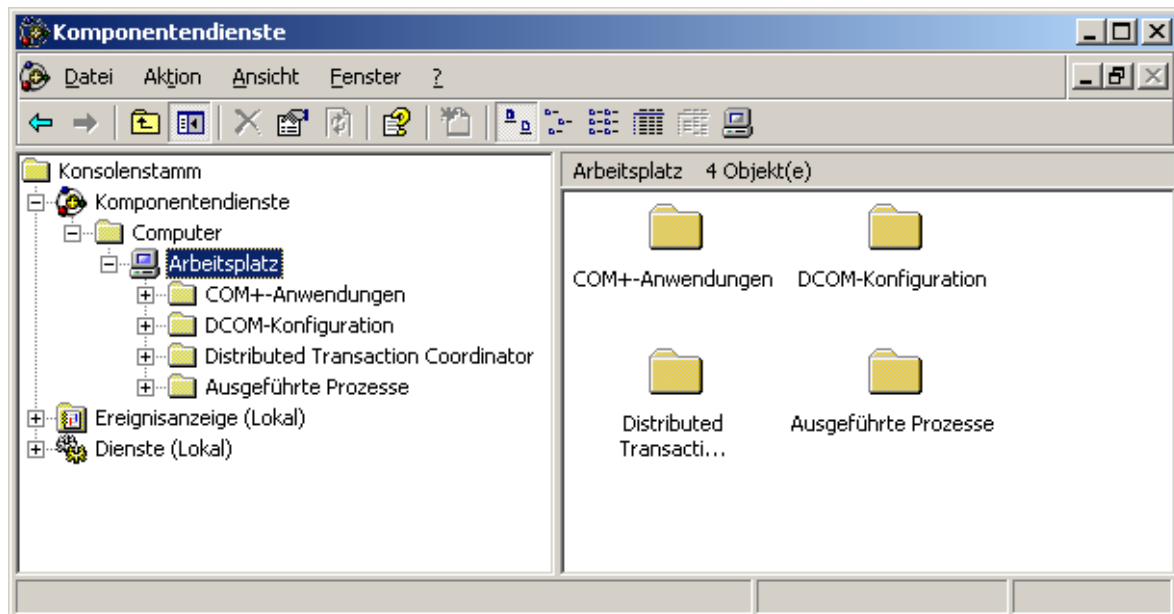 Komponentendienste
Datei Aktion Ansicht Fenster ?
Konsolenstamm
Komponentendienste
Computer
Arbeitsplatz
COM+-Anwendungen
DCOM-Konfiguration
Distributed Transaction Coordinator
Ausgeführte Prozesse
Ereignisanzeige (Lokal)
Dienste (Lokal)
Arbeitsplatz 4 Objekt(e)
COM+-Anwendungen DCOM-Konfiguration
Distributed Transacti... Ausgeführte Prozesse